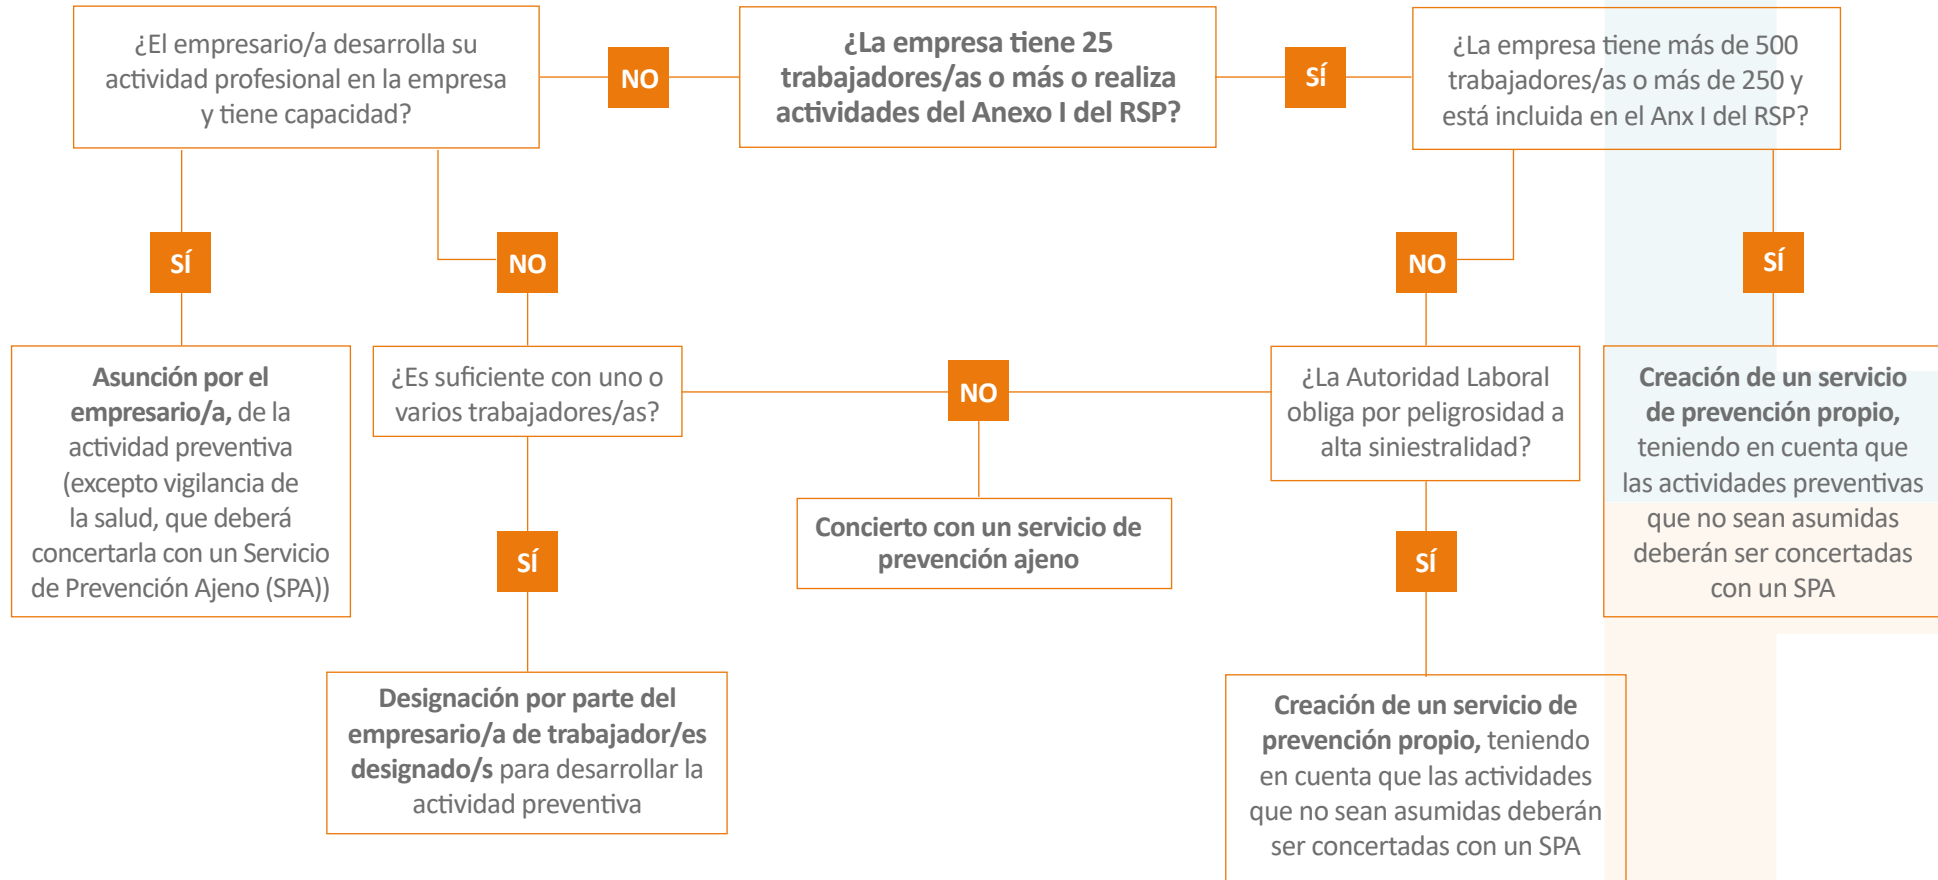 ¿El empresario/a desarrolla su
actividad profesional en la empresa
y tiene capacidad?
NO
¿La empresa tiene 25
trabajadores/as o más o realiza
actividades del Anexo I del RSP?
SÍ
¿La empresa tiene más de 500
trabajadores/as o más de 250 y
está incluida en el Anx I del RSP?
SÍ
NO
NO
SÍ
Asunción por el
empresario/a, de la
actividad preventiva
(excepto vigilancia de
la salud, que deberá
concertarla con un Servicio
de Prevención Ajeno (SPA))
¿Es suficiente con uno o
varios trabajadores/as?
NO
¿La Autoridad Laboral
obliga por peligrosidad a
alta siniestralidad?
Creación de un servicio
de prevención propio,
teniendo en cuenta que
las actividades preventivas
que no sean asumidas
deberán ser concertadas
con un SPA
SÍ
Concierto con un servicio de
prevención ajeno
SÍ
Designación por parte del
empresario/a de trabajador/es
designado/s para desarrollar la
actividad preventiva
Creación de un servicio de
prevención propio, teniendo
en cuenta que las actividades
que no sean asumidas deberán
ser concertadas con un SPA